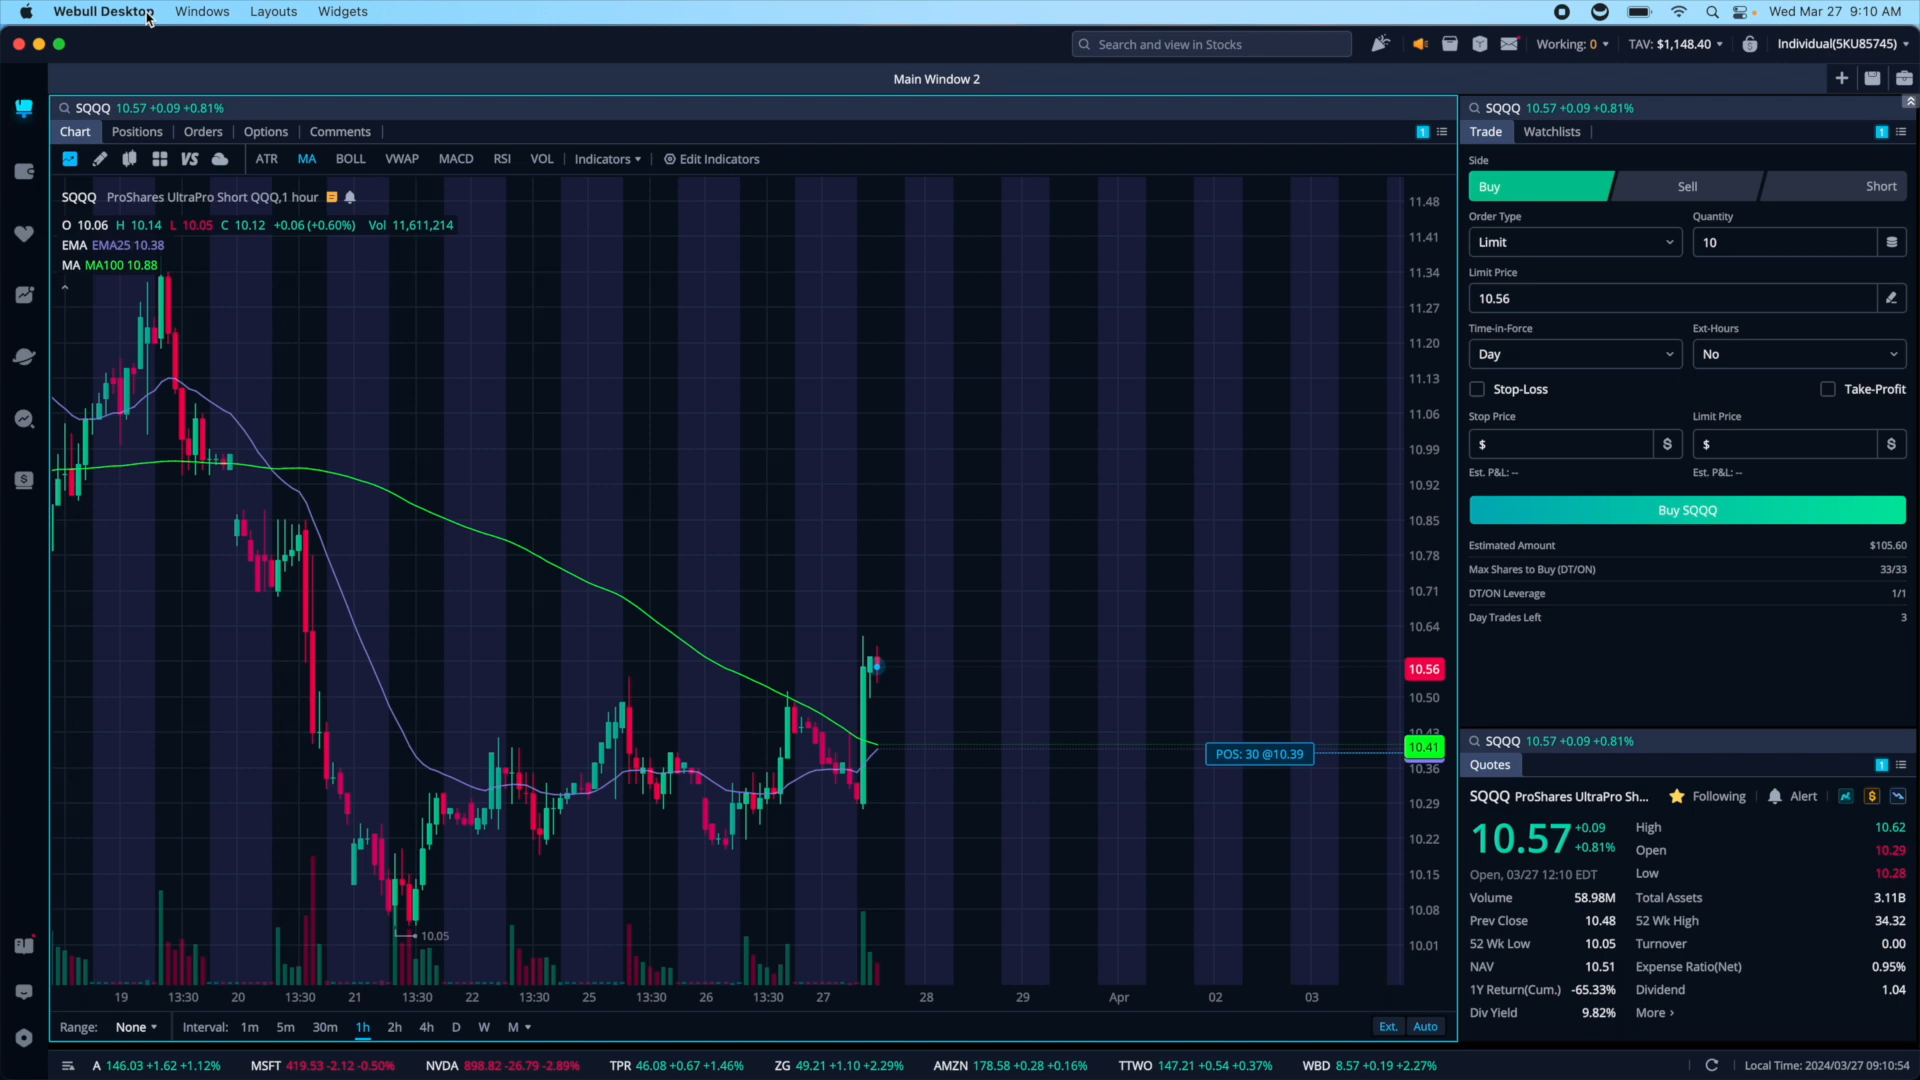 Webull Desktop Windows Layouts Widgets Wed Mar 27 9:10 AM
Search and view in Stocks Working: 0 TAV: $1,148.40 Individual(5KU85745)
Main Window 2
SQQQ 10.57 +0.09 +0.81%
Chart Positions Orders Options Comments 1
VS ATR MA BOLL VWAP MACD RSI VOL Indicators Edit Indicators
SQQQ ProShares UltraPro Short QQQ,1 hour
O 10.06 H 10.14 L 10.05 C 10.12 +0.06 (+0.60%) Vol 11,611,214
EMA EMA25 10.38
MA MA100 10.88
11.48
11.41
11.34
11.27
11.20
11.13
11.06
10.99
10.92
10.85
10.78
10.71
10.64
10.56
10.50
10.43
10.41
10.36
10.29
10.22
10.15
10.08
10.01
POS: 30 @10.39
10.05
19 13:30 20 13:30 21 13:30 22 13:30 25 13:30 26 13:30 27 28 29 Apr 02 03
Range: None Interval: 1m 5m 30m 1h 2h 4h D W M Ext. Auto
SQQQ 10.57 +0.09 +0.81%
Trade Watchlists 1
Side
Buy Sell Short
Order Type Quantity
Limit 10
Limit Price
10.56
Time-in-Force Ext-Hours
Day No
Stop-Loss Take-Profit
Stop Price Limit Price
$ $ $ $
Est. P&L: -- Est. P&L: --
Buy SQQQ
Estimated Amount $105.60
Max Shares to Buy (DT/ON) 33/33
DT/ON Leverage 1/1
Day Trades Left 3
SQQQ 10.57 +0.09 +0.81%
Quotes 1
SQQQ ProShares UltraPro Sh... Following Alert $
10.57 +0.09 +0.81%
High 10.62
Open 10.29
Open, 03/27 12:10 EDT Low 10.28
Volume 58.98M Total Assets 3.11B
Prev Close 10.48 52 Wk High 34.32
52 Wk Low 10.05 Turnover 0.00
NAV 10.51 Expense Ratio(Net) 0.95%
1Y Return(Cum.) -65.33% Dividend 1.04
Div Yield 9.82% More >
A 146.03 +1.62 +1.12% MSFT 419.53 -2.12 -0.50% NVDA 898.82 -26.79 -2.89% TPR 46.08 +0.67 +1.46% ZG 49.21 +1.10 +2.29% AMZN 178.58 +0.28 +0.16% TTWO 147.21 +0.54 +0.37% WBD 8.57 +0.19 +2.27% Local Time: 2024/03/27 09:10:54